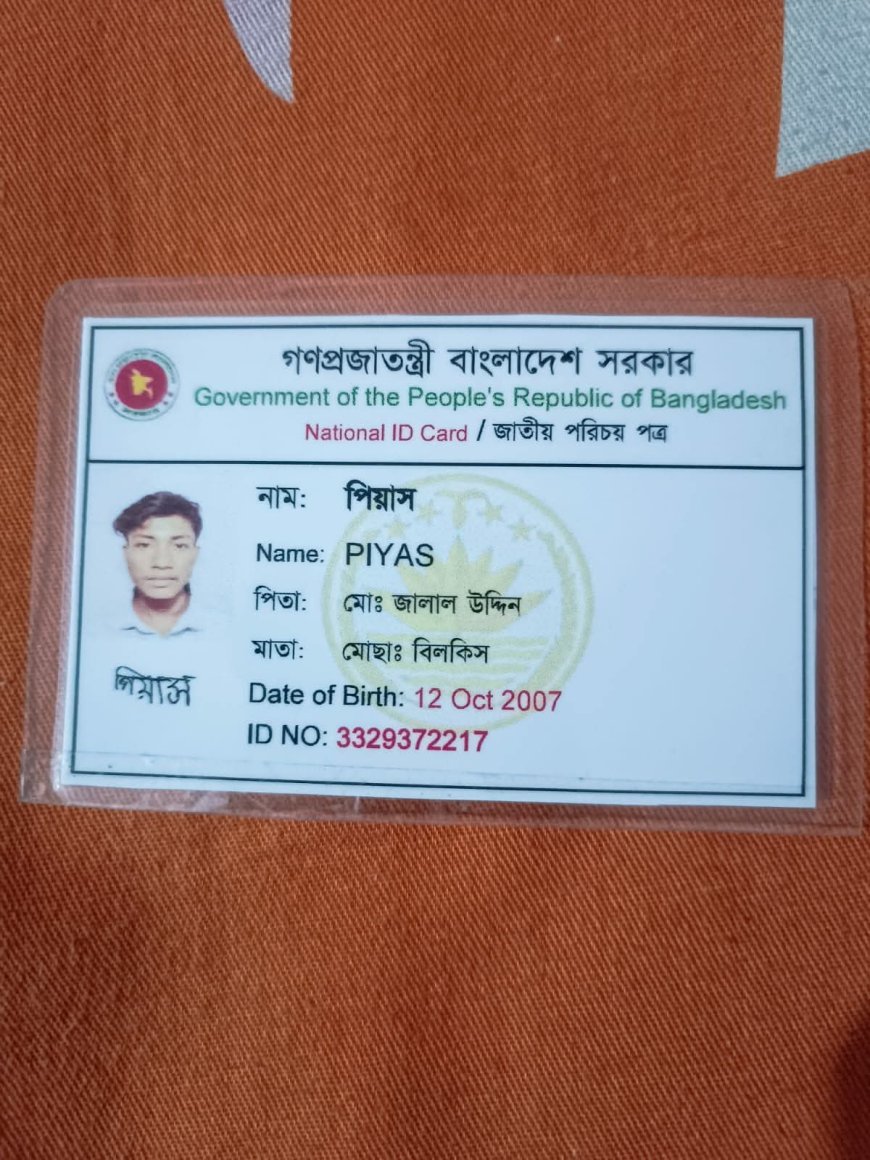 গণপ্রজাতন্ত্রী বাংলাদেশ সরকার
Government of the People's Republic of Bangladesh
National ID Card / জাতীয় পরিচয় পত্র
নাম: পিয়াস
Name: PIYAS
পিতা: মোঃ জালাল উদ্দিন
মাতা: মোছাঃ বিলকিস
পিয়াস
Date of Birth: 12 Oct 2007
ID NO: 3329372217